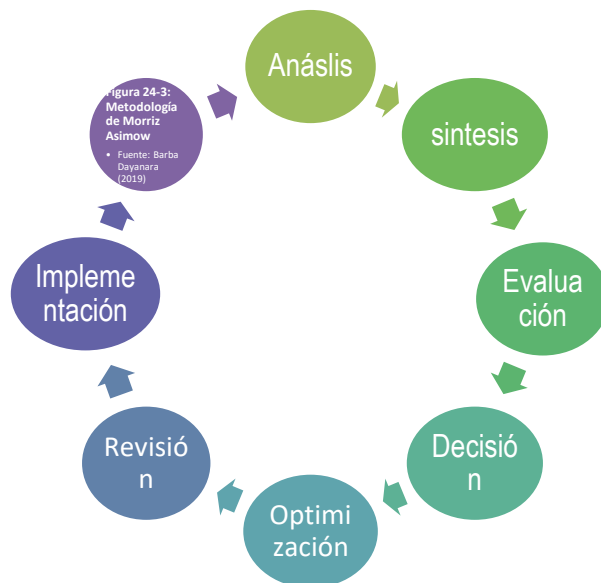 Anáslis
sintesis
Evalua
ción
Decisió
n
Optimi
zación
Revisió
n
Impleme
ntación
Figura 24-3:
Metodología
de Morriz
Asimow
• Fuente: Barba
Dayanara
(2019)